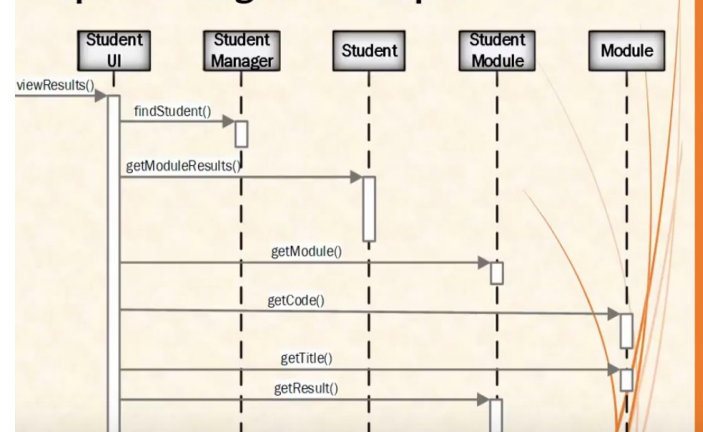 Student
UI
Student
Manager
Student
Student
Module
Module
viewResults()
findStudent()
getModuleResults()
getModule()
getCode()
getTitle()
getResult()